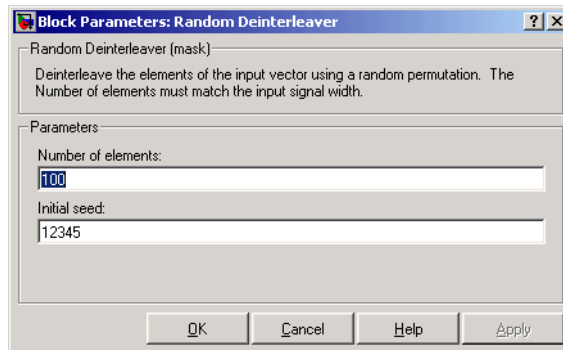 Block Parameters: Random Deinterleaver
Random Deinterleaver (mask)
Deinterleave the elements of the input vector using a random permutation. The
Number of elements must match the input signal width.
Parameters
Number of elements:
100
Initial seed:
12345
OK Cancel Help Apply